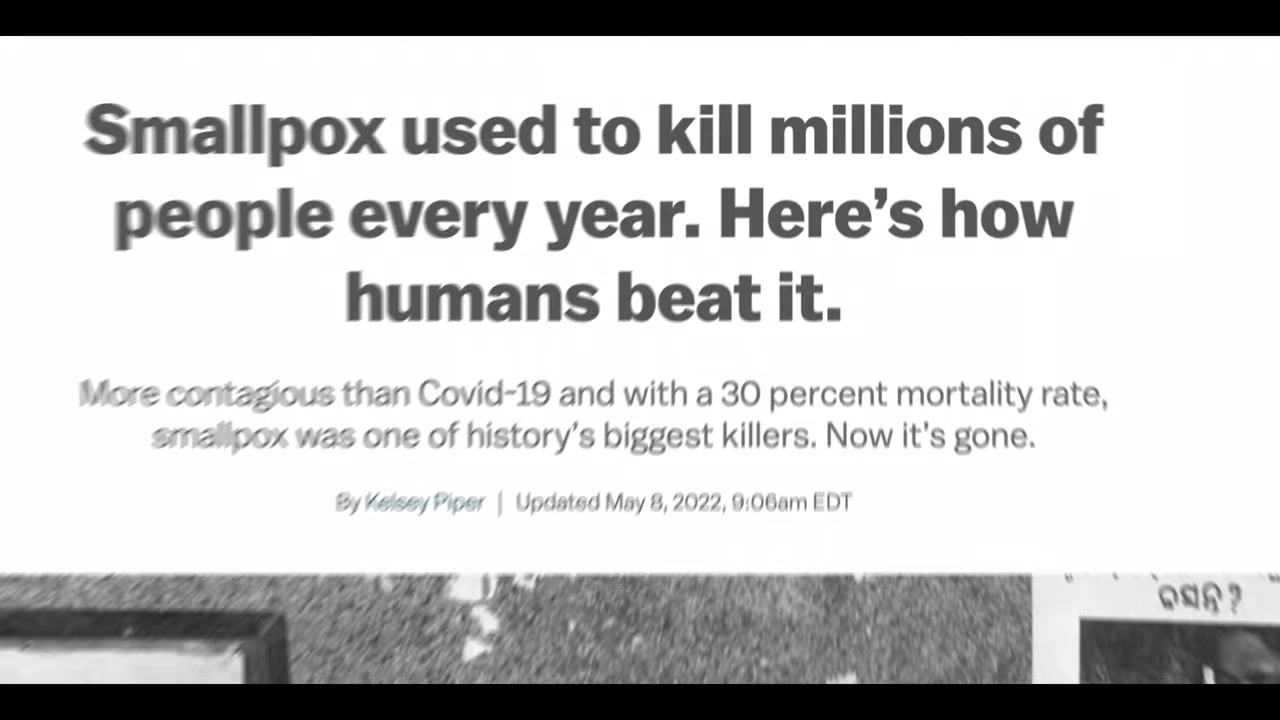 Smallpox used to kill millions of
people every year. Here’s how
humans beat it.
More contagious than Covid-19 and with a 30 percent mortality rate,
smallpox was one of history’s biggest killers. Now it’s gone.
By Kelsey Piper | Updated May 8, 2022, 9:06am EDT